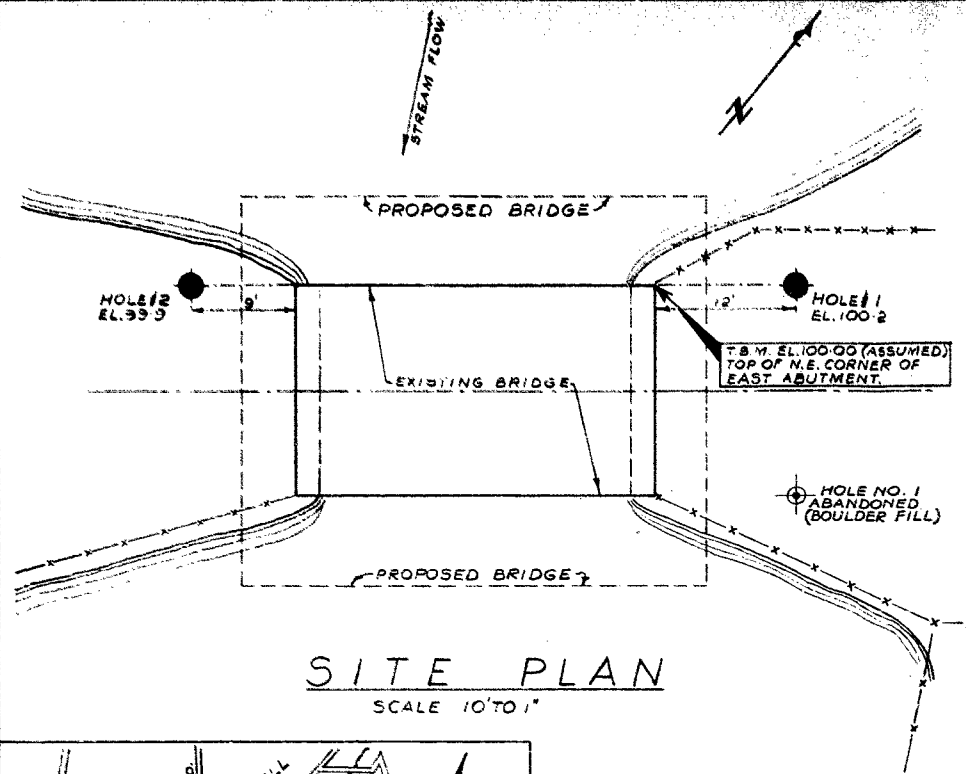 STREAM FLOW
N
PROPOSED BRIDGE
HOLE #2
EL. 99.9
9'
12'
HOLE # 1
EL. 100.2
T.B.M. EL. 100.00 (ASSUMED)
TOP OF N.E. CORNER OF
EAST ABUTMENT.
EXISTING BRIDGE
HOLE NO. 1
ABANDONED
(BOULDER FILL)
PROPOSED BRIDGE
SITE PLAN
SCALE 10' TO 1"